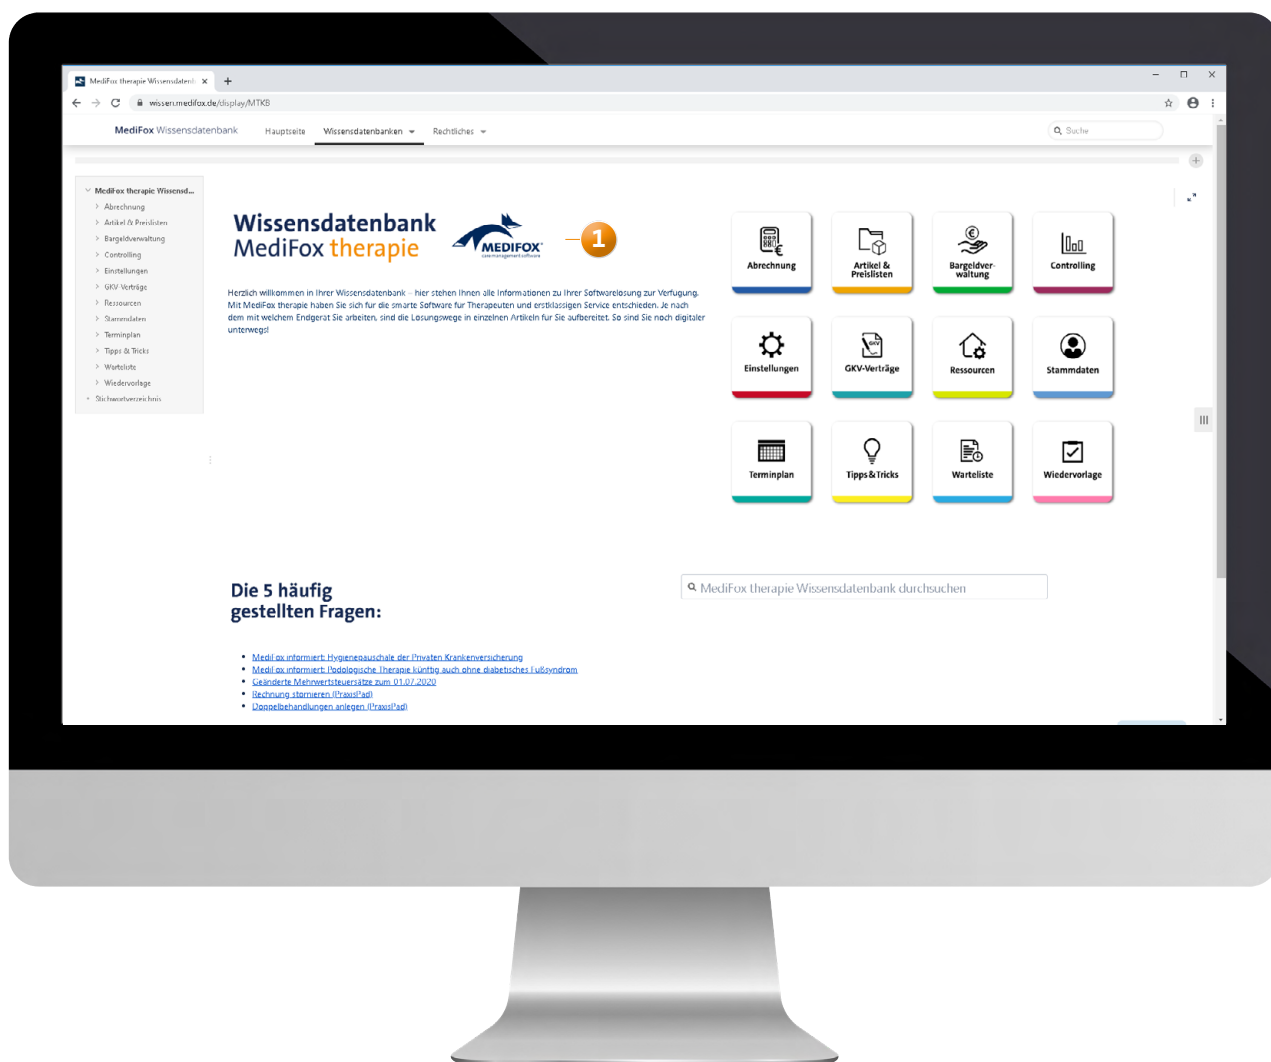 MediFox therapie Wissensdatenb
wissen.medifox.de/display/MTKB
MediFox Wissensdatenbank
Hauptseite
Wissensdatenbanken
Rechtliches
Suche
MediFox therapie Wissensd...
Abrechnung
Artikel & Preislisten
Bargeldverwaltung
Controlling
Einstellungen
GKV-Verträge
Ressourcen
Stammdaten
Terminplan
Tipps & Tricks
Warteliste
Wiedervorlage
Stichwortverzeichnis
Wissensdatenbank
MediFox therapie
MEDIFOX
care management software
1
Herzlich willkommen in Ihrer Wissensdatenbank – hier stehen Ihnen alle Informationen zu Ihrer Softwarelösung zur Verfügung.
Mit MediFox therapie haben Sie sich für die smarte Software für Therapeuten und erstklassigen Service entschieden. Je nach
dem mit welchem Endgerät Sie arbeiten, sind die Lösungswege in einzelnen Artikeln für Sie aufbereitet. So sind Sie noch digitaler
unterwegs!
Abrechnung
Artikel &
Preislisten
Bargeldver-
waltung
Controlling
Einstellungen
GKV
GKV-Verträge
Ressourcen
Stammdaten
Terminplan
Tipps & Tricks
Warteliste
Wiedervorlage
Die 5 häufig
gestellten Fragen:
MediFox therapie Wissensdatenbank durchsuchen
MediFox informiert: Hygienepauschale der Privaten Krankenversicherung
MediFox informiert: Podologische Therapie künftig auch ohne diabetisches Fußsyndrom
Geänderte Mehrwertsteuersätze zum 01.07.2020
Rechnung stornieren (PraxisPad)
Doppelbehandlungen anlegen (PraxisPad)